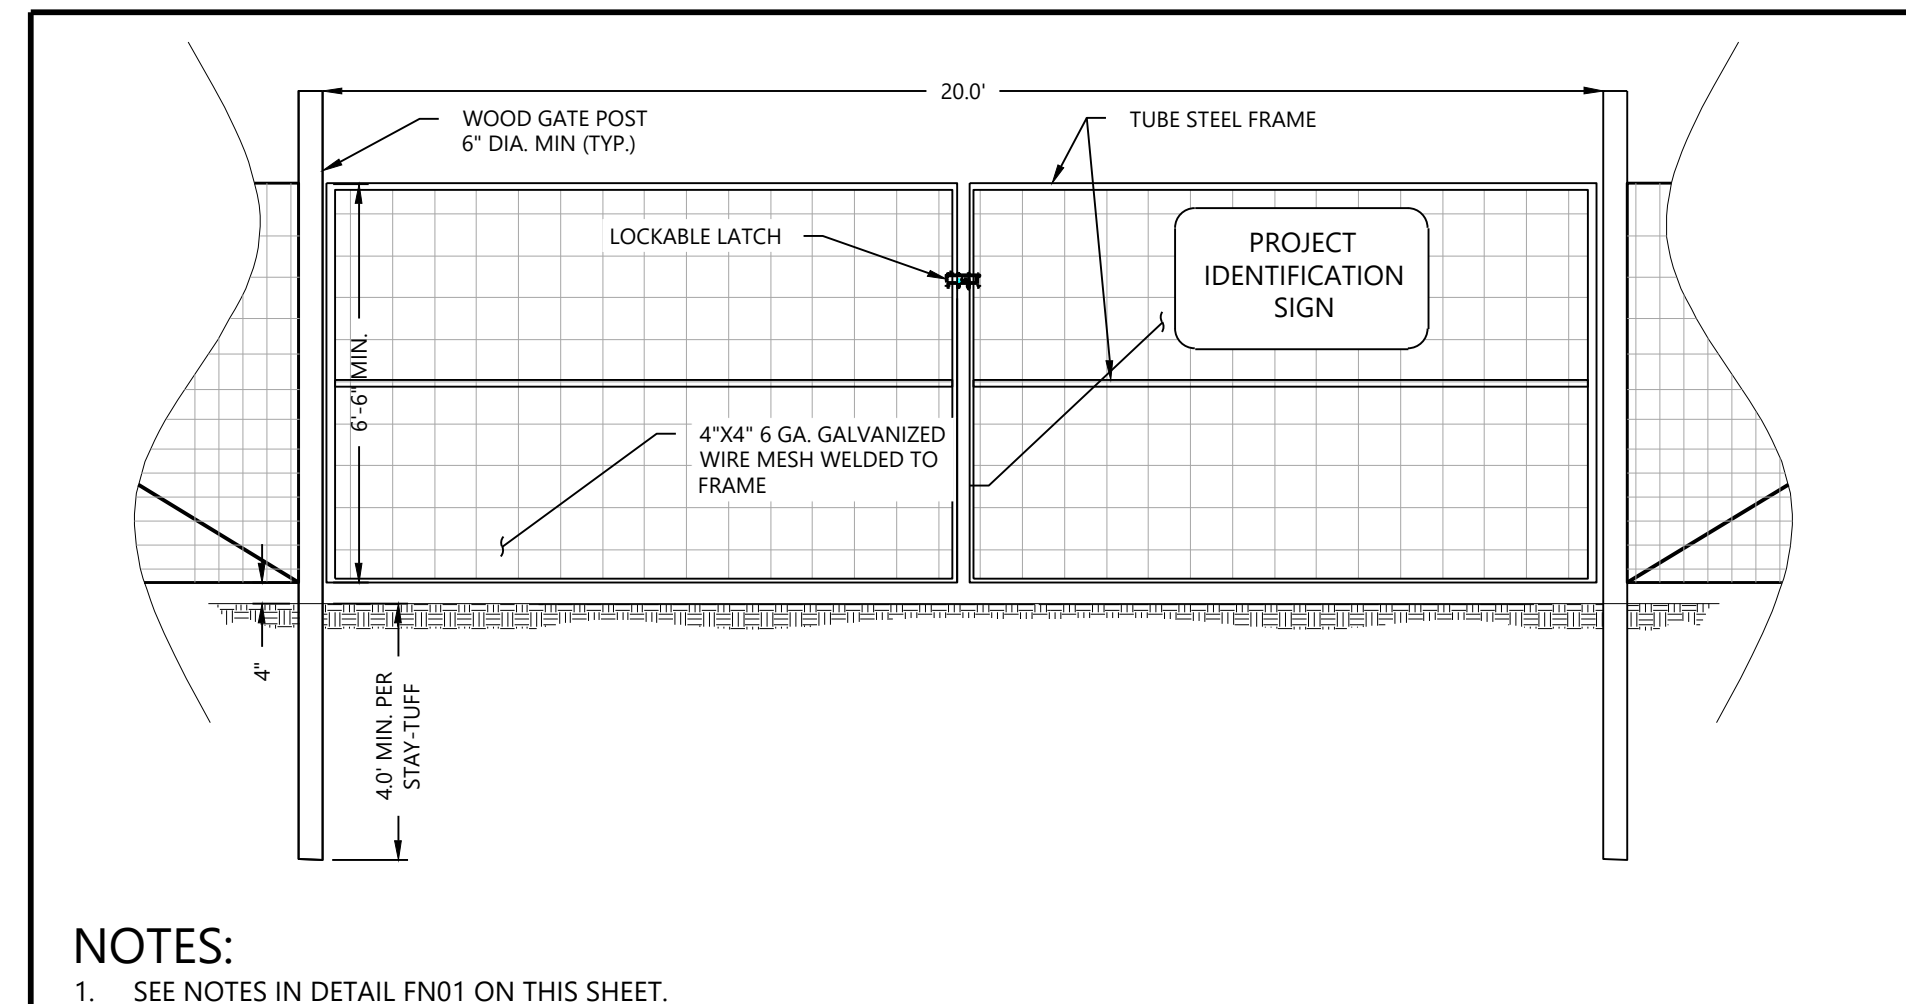 20.0'
WOOD GATE POST
6" DIA. MIN (TYP.)
TUBE STEEL FRAME
LOCKABLE LATCH
PROJECT
IDENTIFICATION
SIGN
6'-6" MIN.
4"X4" 6 GA. GALVANIZED
WIRE MESH WELDED TO
FRAME
4"
4.0' MIN. PER
STAY-TUFF
NOTES:
1. SEE NOTES IN DETAIL FN01 ON THIS SHEET.